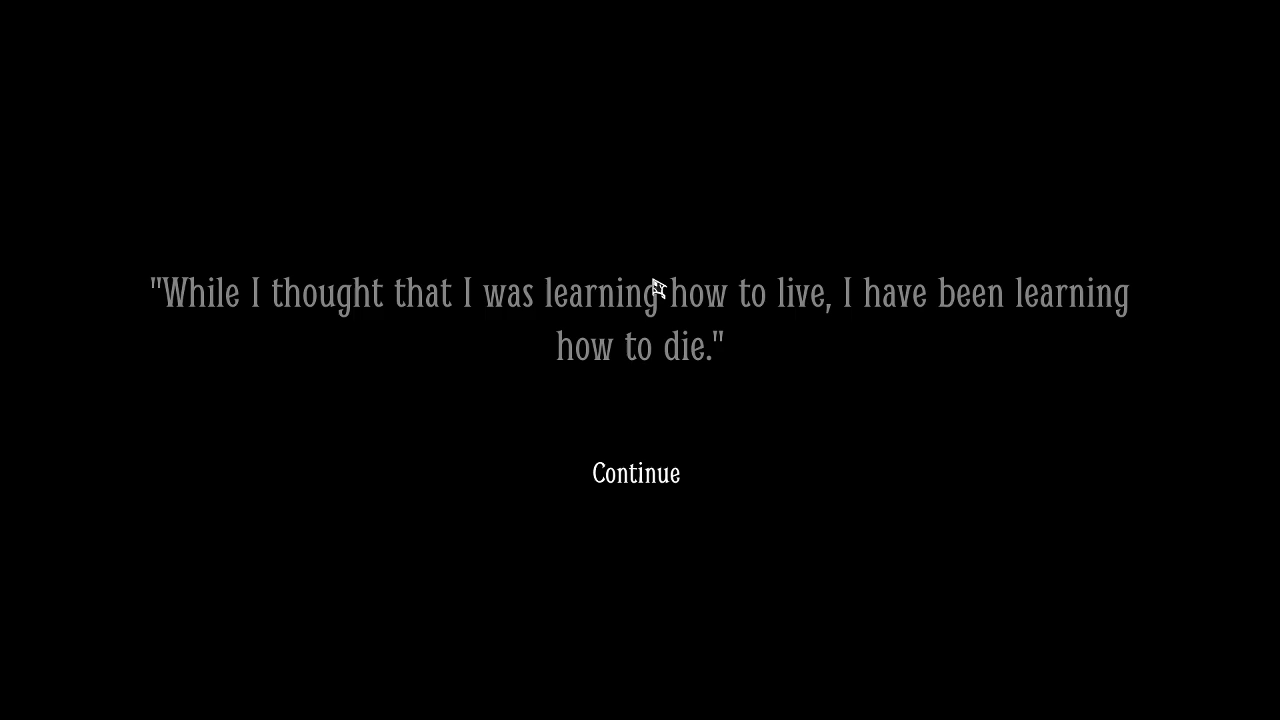 "While I thought that I was learning how to live, I have been learning
how to die."
Continue